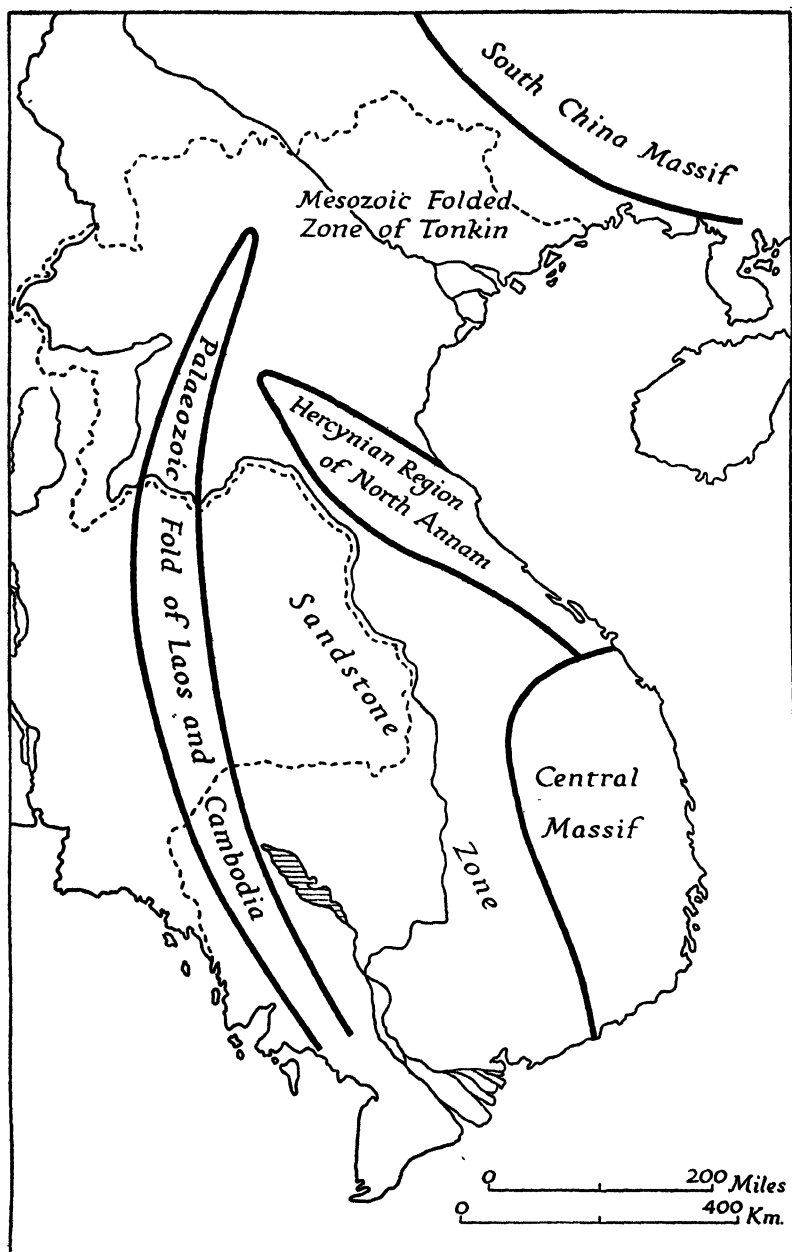 South China Massif
Mesozoic Folded
Zone of Tonkin
Palaeozoic Fold of Laos and Cambodia
Hercynian Region
of North Annam
Sandstone
Zone
Central
Massif
0 200 Miles
0 400 Km.